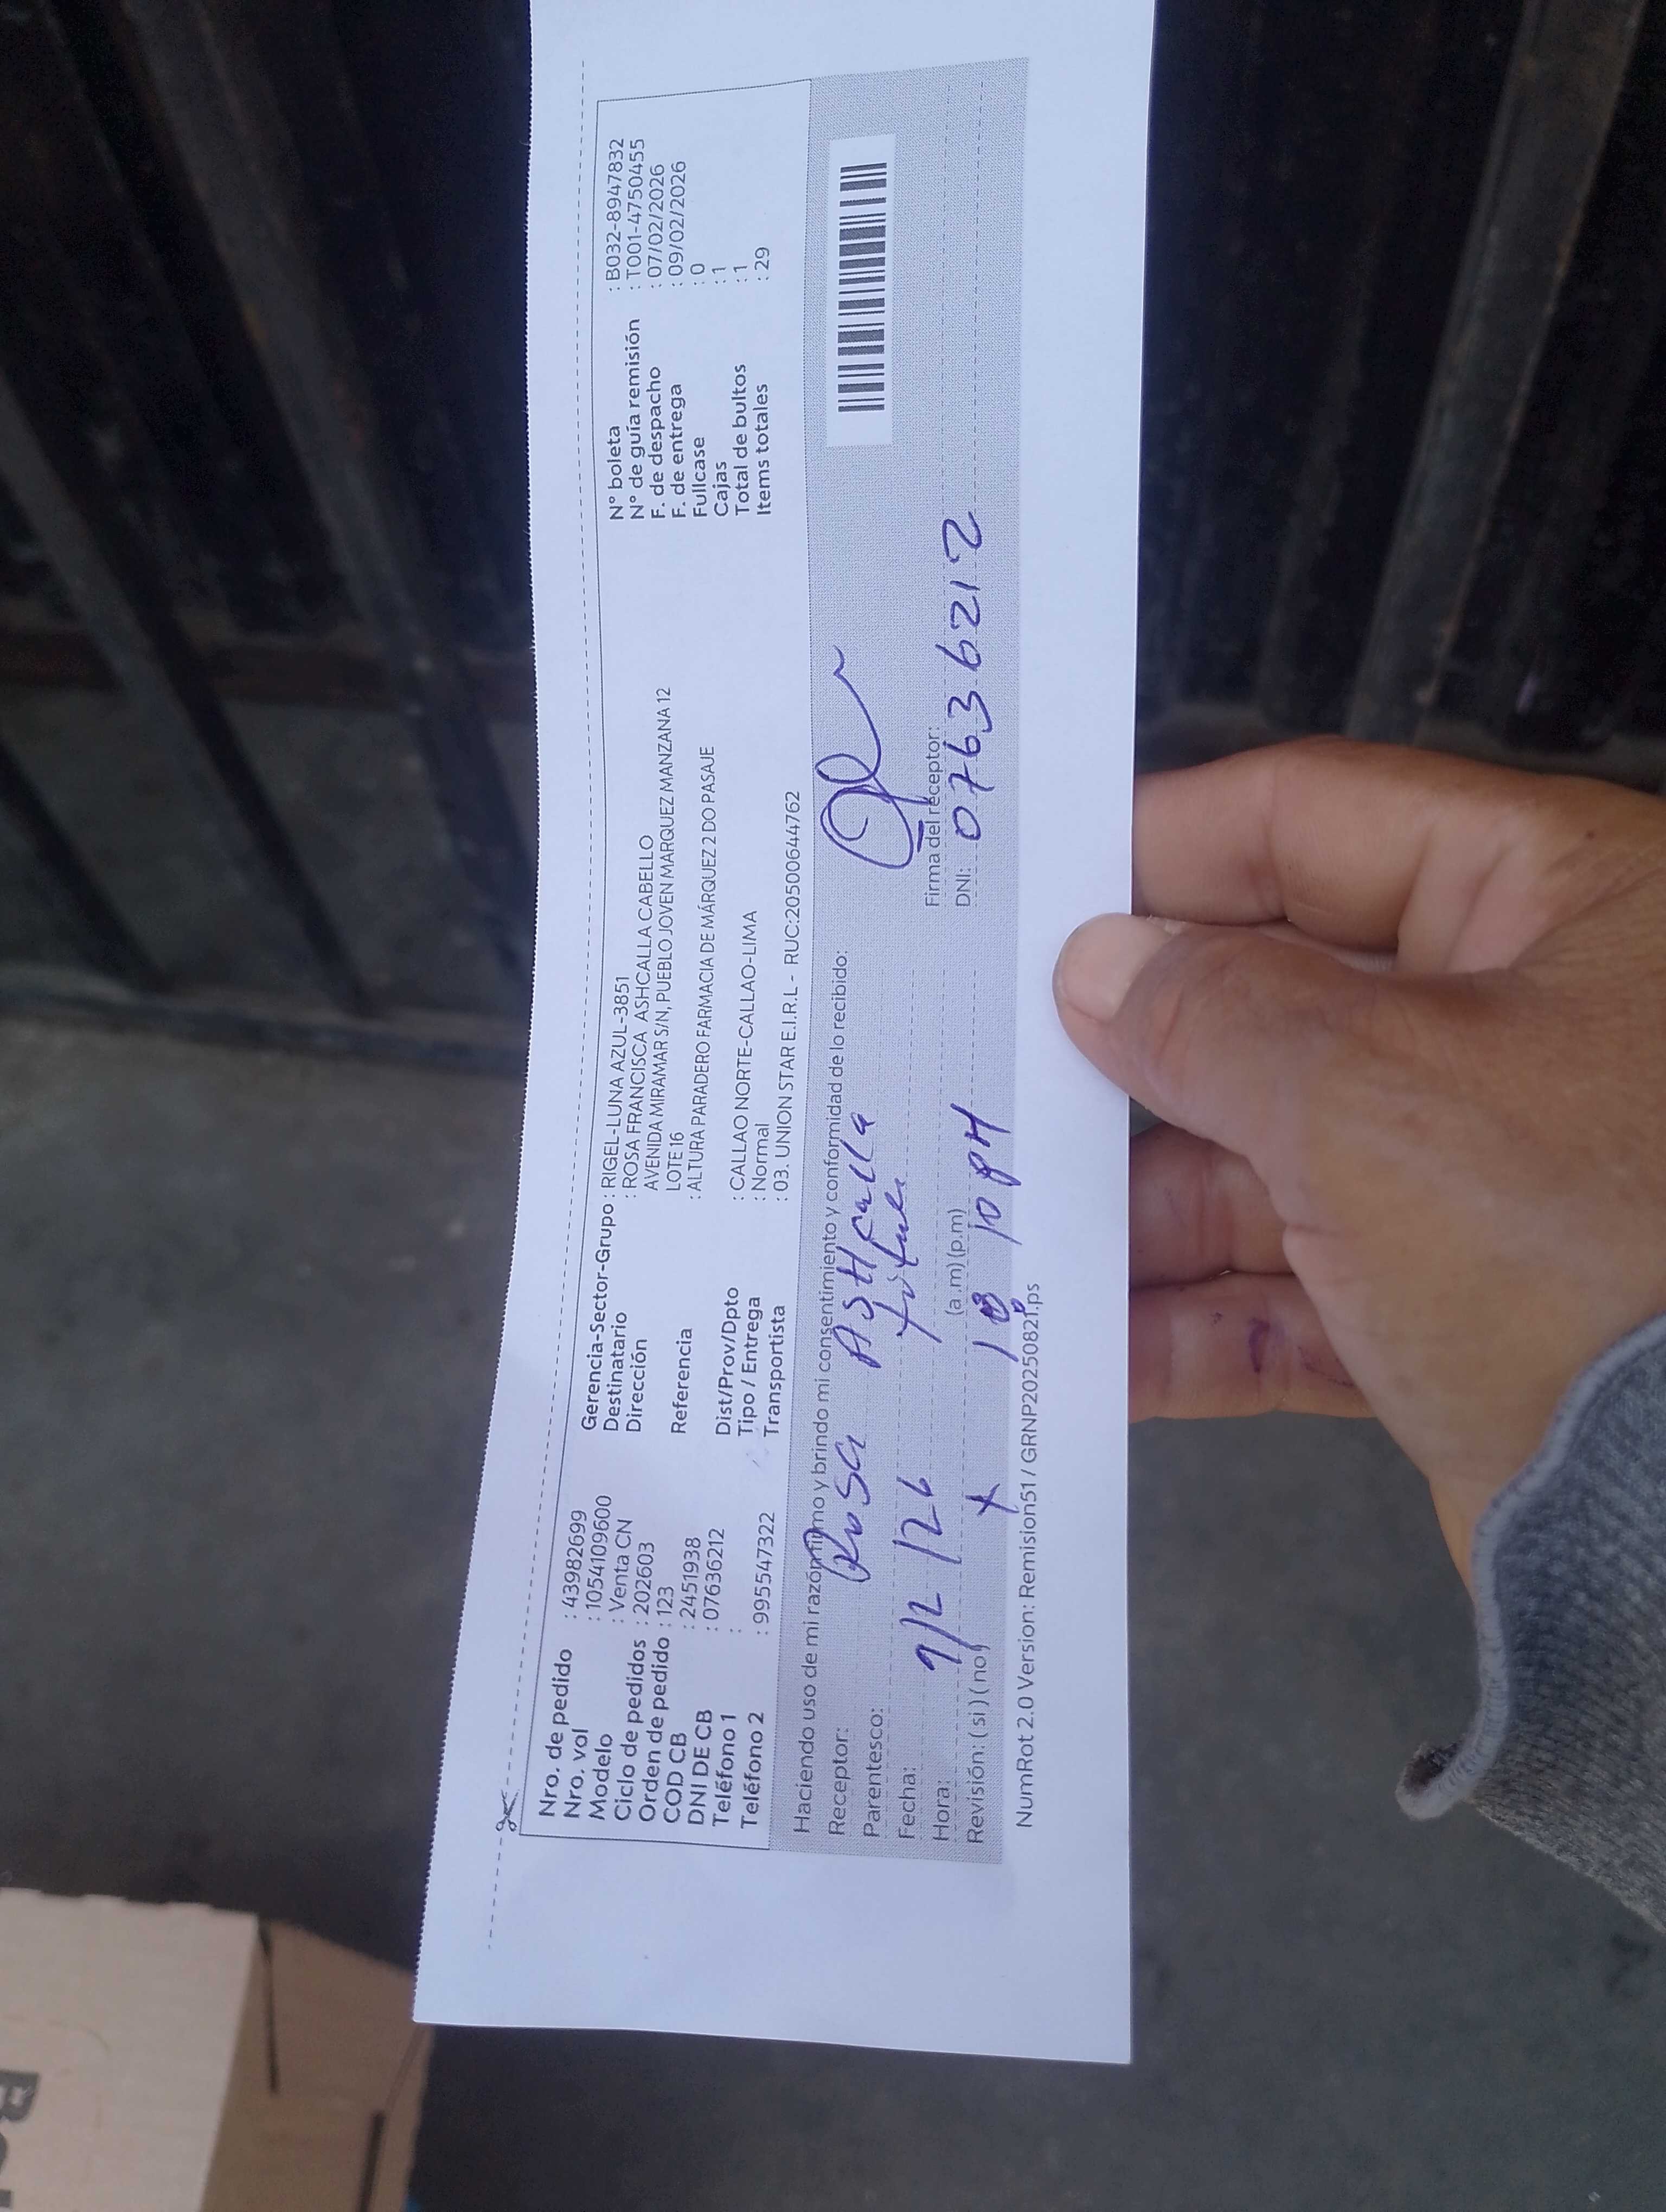 Nro. de pedido : 43982699
Nro. vol : 1054109600
Modelo : Venta CN
Ciclo de pedidos : 202603
Orden de pedido : 123
COD CB : 2451938
DNI DE CB : 07636212
Teléfono 1 :
Teléfono 2 : 995547322
Gerencia-Sector-Grupo : RIGEL-LUNA AZUL-3851
Destinatario : ROSA FRANCISCA ASHCALLA CABELLO
Dirección AVENIDA MIRAMAR S/N, PUEBLO JOVEN MARQUEZ MANZANA 12
LOTE 16
Referencia : ALTURA PARADERO FARMACIA DE MÁRQUEZ 2 DO PASAJE
Dist/Prov/Dpto : CALLAO NORTE-CALLAO-LIMA
Tipo / Entrega : Normal
Transportista : 03. UNION STAR E.I.R.L - RUC:20500644762
N° boleta : B032-8947832
N° de guía remisión : T001-4750455
F. de despacho : 07/02/2026
F. de entrega : 09/02/2026
Fullcase : 0
Cajas : 1
Total de bultos : 1
Items totales : 29
Haciendo uso de mi razón firmo y brindo mi consentimiento y conformidad de lo recibido:
Receptor: Rosa ASHcalla
Parentesco:
Fecha: 9/2/26
Hora: (a.m) (p.m) 10 PM
Revisión: (si) (no) X
Firma del receptor:
DNI: 07636212
NumRot 2.0 Version: Remision51 / GRNP20250821.ps